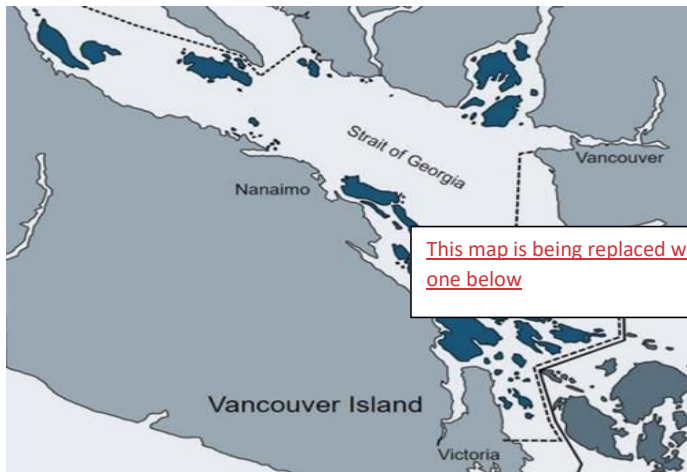 Strait of Georgia
Vancouver
Nanaimo
This map is being replaced w
one below
Vancouver Island
Victoria